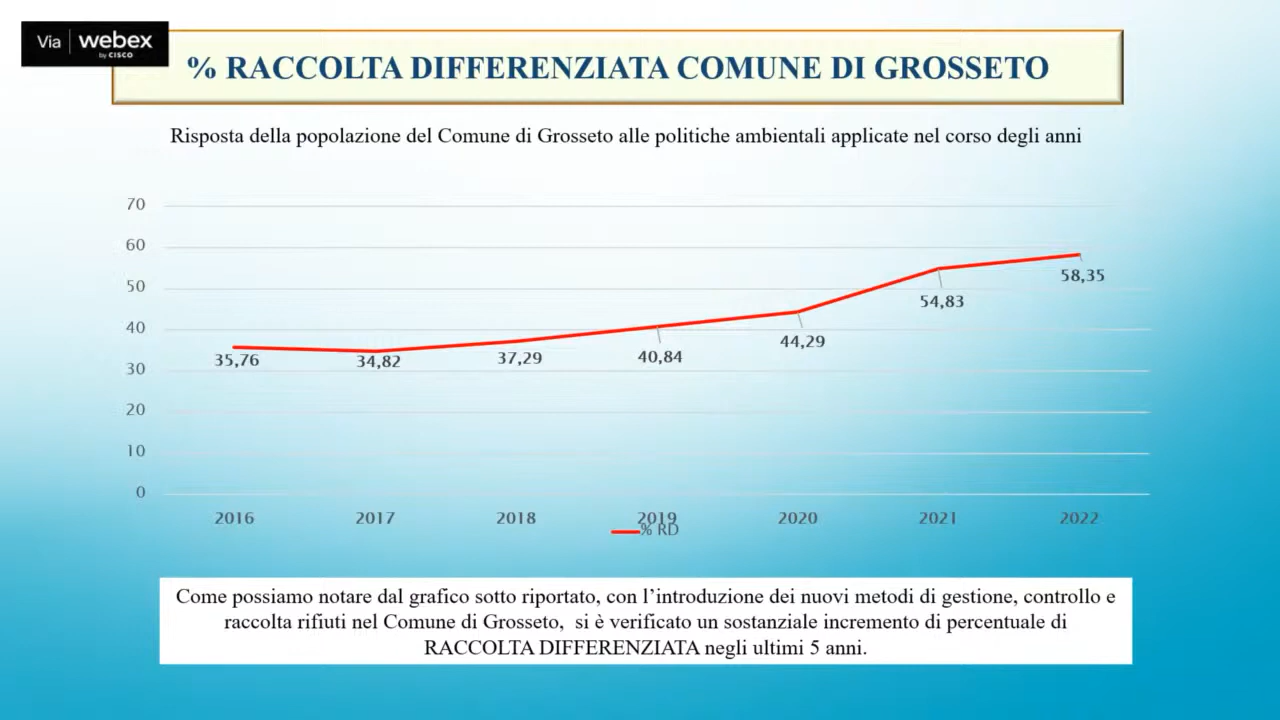 Via webex
by CISCO
% RACCOLTA DIFFERENZIATA COMUNE DI GROSSETO
Risposta della popolazione del Comune di Grosseto alle politiche ambientali applicate nel corso degli anni
70
60
50
40
30
20
10
0
35,76
34,82
37,29
40,84
44,29
54,83
58,35
2016 2017 2018 2019 2020 2021 2022
% RD
Come possiamo notare dal grafico sotto riportato, con l’introduzione dei nuovi metodi di gestione, controllo e
raccolta rifiuti nel Comune di Grosseto, si è verificato un sostanziale incremento di percentuale di
RACCOLTA DIFFERENZIATA negli ultimi 5 anni.